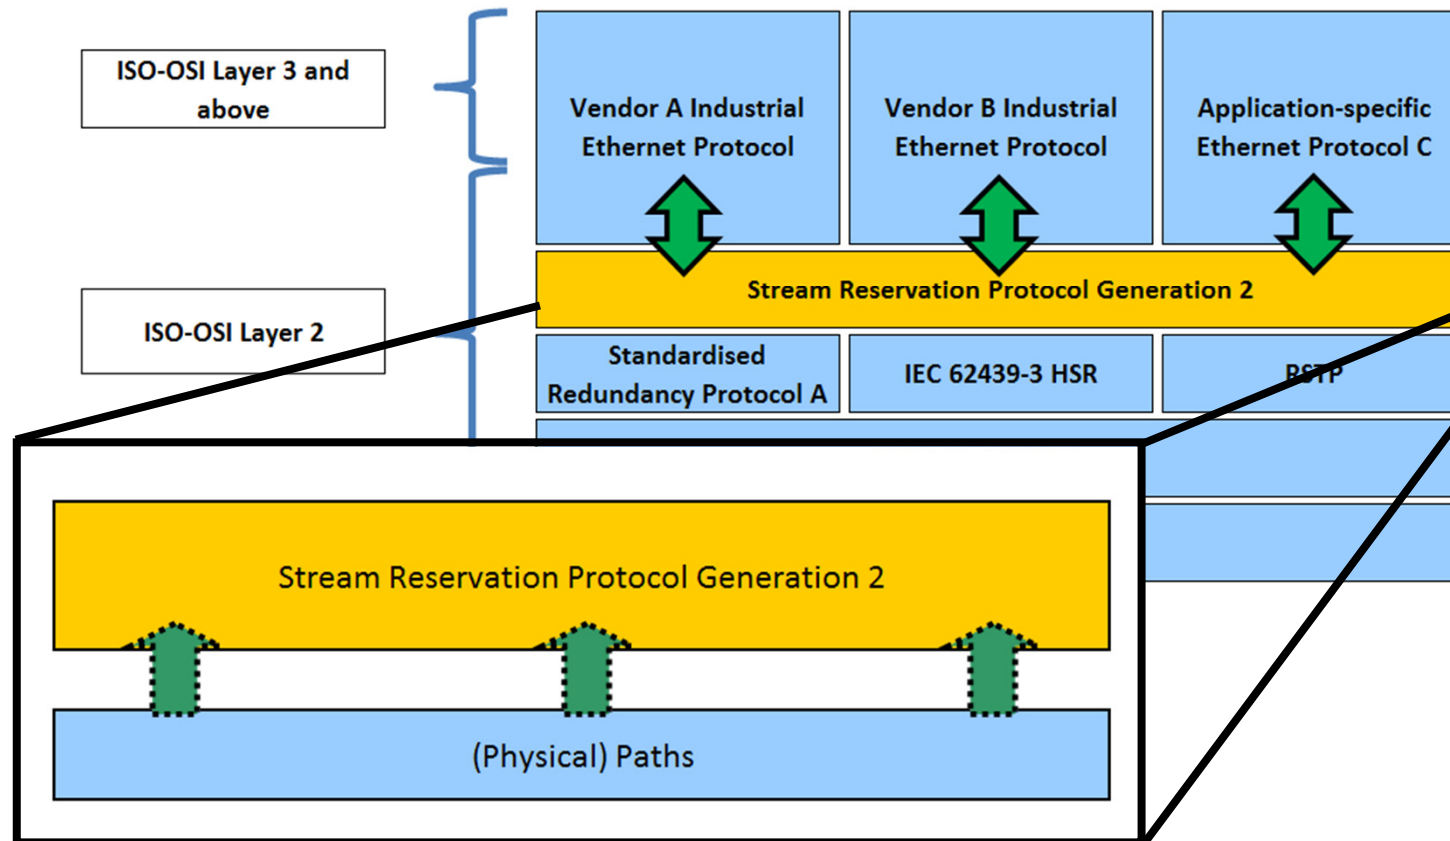 ISO-OSI Layer 3 and
above
Vendor A Industrial
Ethernet Protocol
Vendor B Industrial
Ethernet Protocol
Application-specific
Ethernet Protocol C
Stream Reservation Protocol Generation 2
ISO-OSI Layer 2
Standardised
Redundancy Protocol A
IEC 62439-3 HSR
RSTP
Stream Reservation Protocol Generation 2
(Physical) Paths